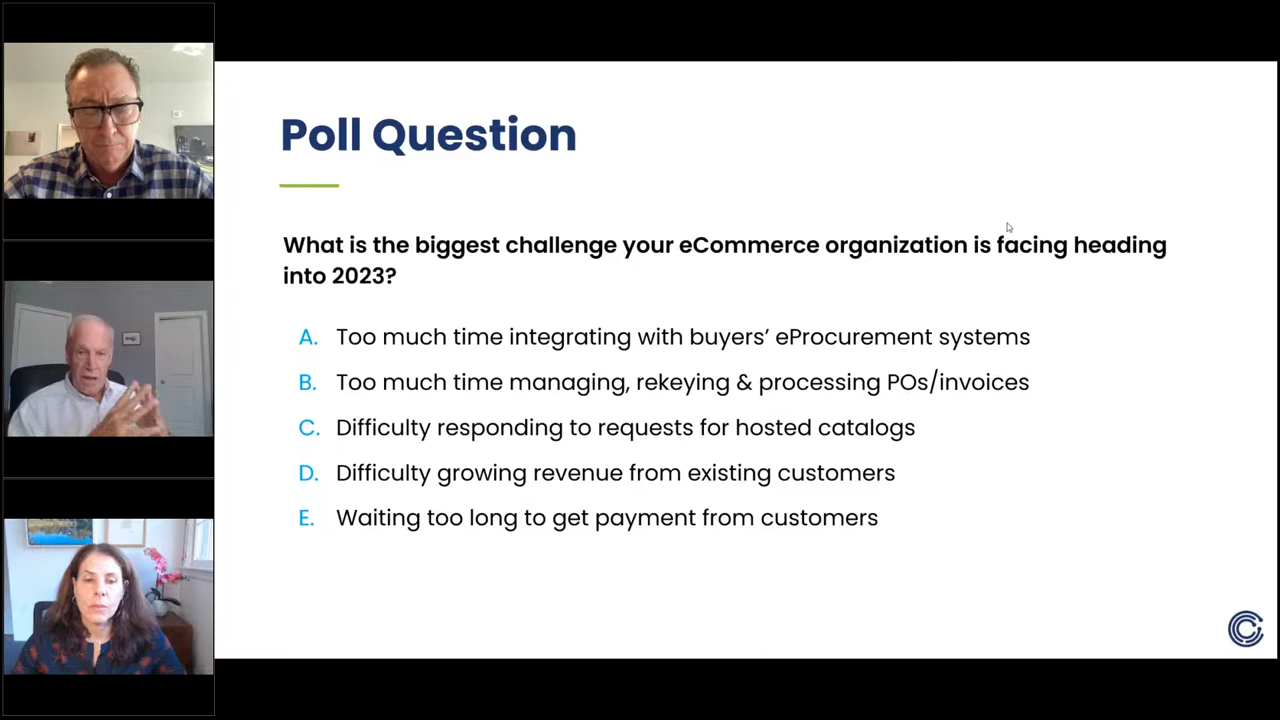 Poll Question
What is the biggest challenge your eCommerce organization is facing heading
into 2023?
A. Too much time integrating with buyers’ eProcurement systems
B. Too much time managing, rekeying & processing POs/invoices
C. Difficulty responding to requests for hosted catalogs
D. Difficulty growing revenue from existing customers
E. Waiting too long to get payment from customers